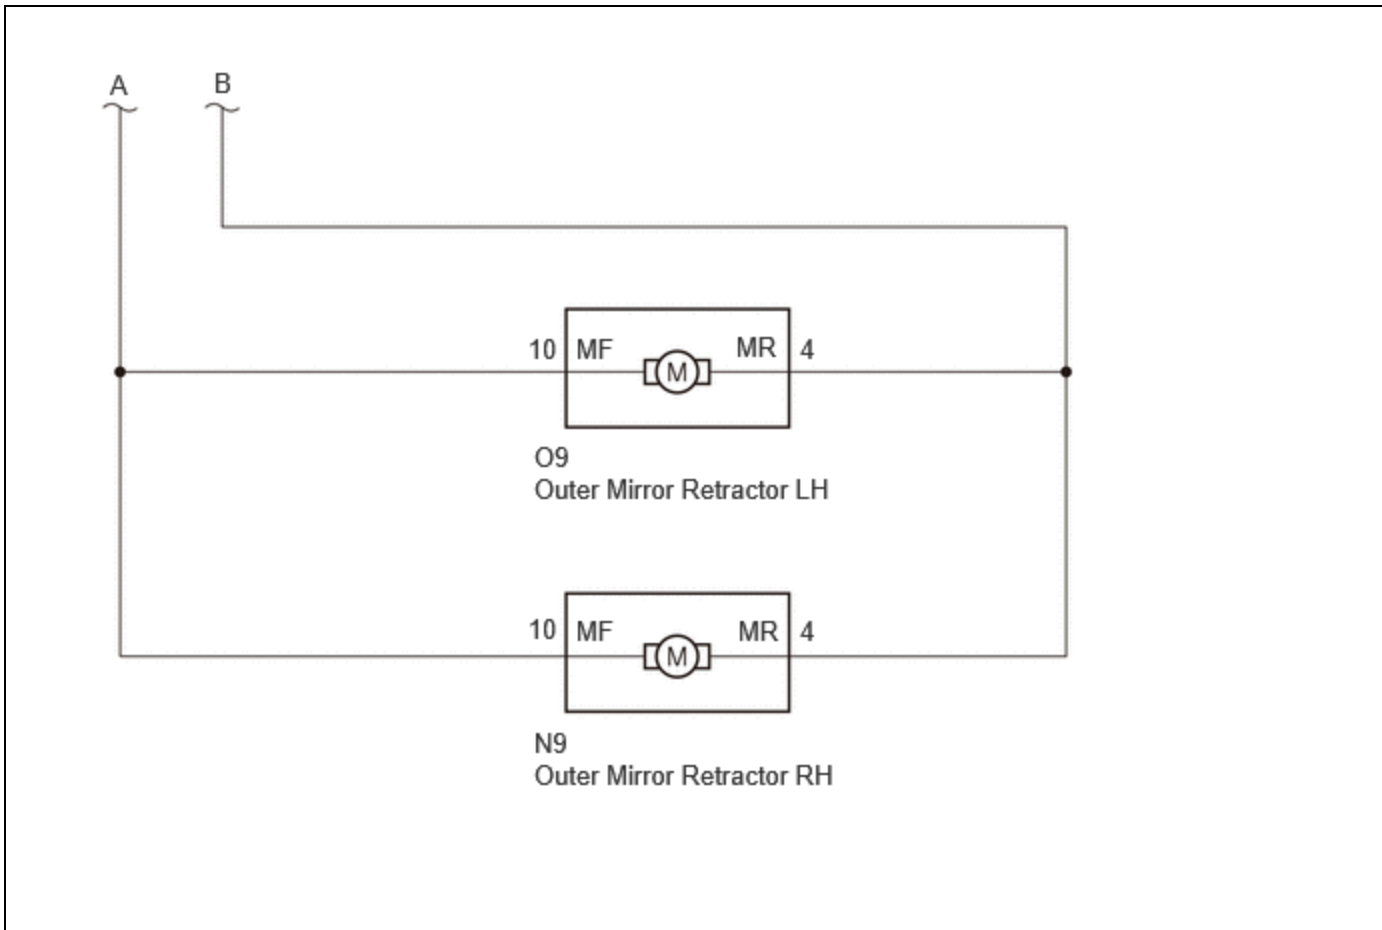 A
B
10 MF M MR 4
O9
Outer Mirror Retractor LH
10 MF M MR 4
N9
Outer Mirror Retractor RH